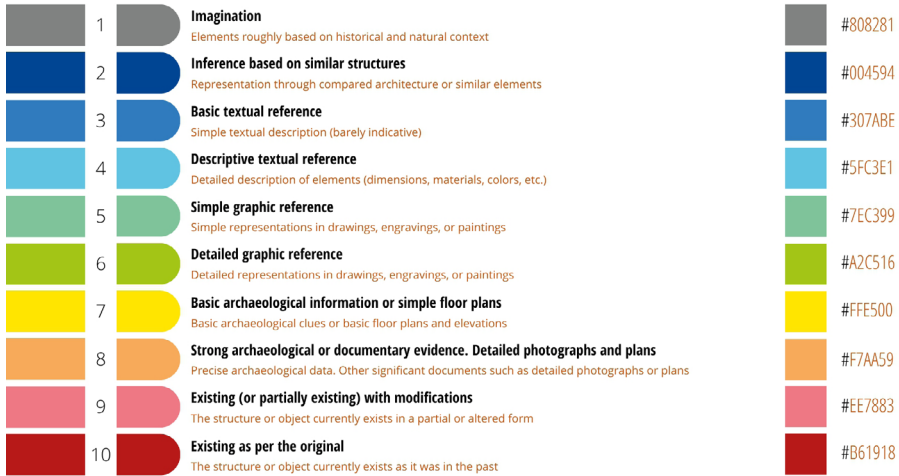 1
Imagination
Elements roughly based on historical and natural context
#808281
2
Inference based on similar structures
Representation through compared architecture or similar elements
#004594
3
Basic textual reference
Simple textual description (barely indicative)
#307ABE
4
Descriptive textual reference
Detailed description of elements (dimensions, materials, colors, etc.)
#5FC3E1
5
Simple graphic reference
Simple representations in drawings, engravings, or paintings
#7EC399
6
Detailed graphic reference
Detailed representations in drawings, engravings, or paintings
#A2C516
7
Basic archaeological information or simple floor plans
Basic archaeological clues or basic floor plans and elevations
#FFE500
8
Strong archaeological or documentary evidence. Detailed photographs and plans
Precise archaeological data. Other significant documents such as detailed photographs or plans
#F7AA59
9
Existing (or partially existing) with modifications
The structure or object currently exists in a partial or altered form
#EE7883
10
Existing as per the original
The structure or object currently exists as it was in the past
#B61918